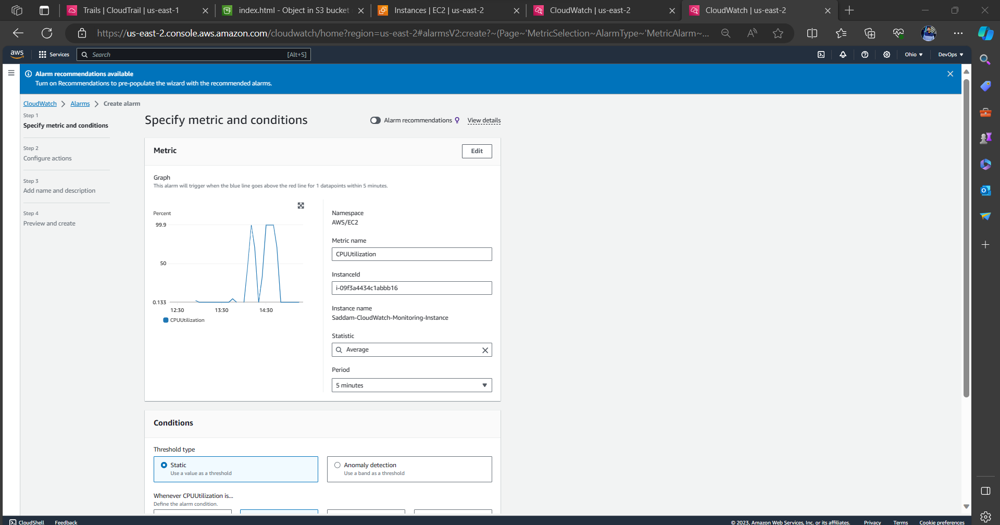 Trails | CloudTrail | us-east-1
index.html - Object in S3 bucket
Instances | EC2 | us-east-2
CloudWatch | us-east-2
CloudWatch | us-east-2
https://us-east-2.console.aws.amazon.com/cloudwatch/home?region=us-east-2#alarmsV2:create?~(Page~'MetricSelection~AlarmType~'MetricAlarm~...
aws
Services
Search
[Alt+S]
Ohio
DevOps
Alarm recommendations available
Turn on Recommendations to pre-populate the wizard with the recommended alarms.
CloudWatch
Alarms
Create alarm
Step 1
Specify metric and conditions
Step 2
Configure actions
Step 3
Add name and description
Step 4
Preview and create
Specify metric and conditions
Alarm recommendations
View details
Metric
Edit
Graph
This alarm will trigger when the blue line goes above the red line for 1 datapoints within 5 minutes.
Percent
99.9
50
0.133
12:30
13:30
14:30
CPUUtilization
Namespace
AWS/EC2
Metric name
CPUUtilization
InstanceId
i-09f3a4434c1abbb16
Instance name
Saddam-CloudWatch-Monitoring-Instance
Statistic
Average
Period
5 minutes
Conditions
Threshold type
Static
Use a value as a threshold
Anomaly detection
Use a band as a threshold
Whenever CPUUtilization is...
Define the alarm condition.
CloudShell
Feedback
© 2023, Amazon Web Services, Inc. or its affiliates.
Privacy
Terms
Cookie preferences